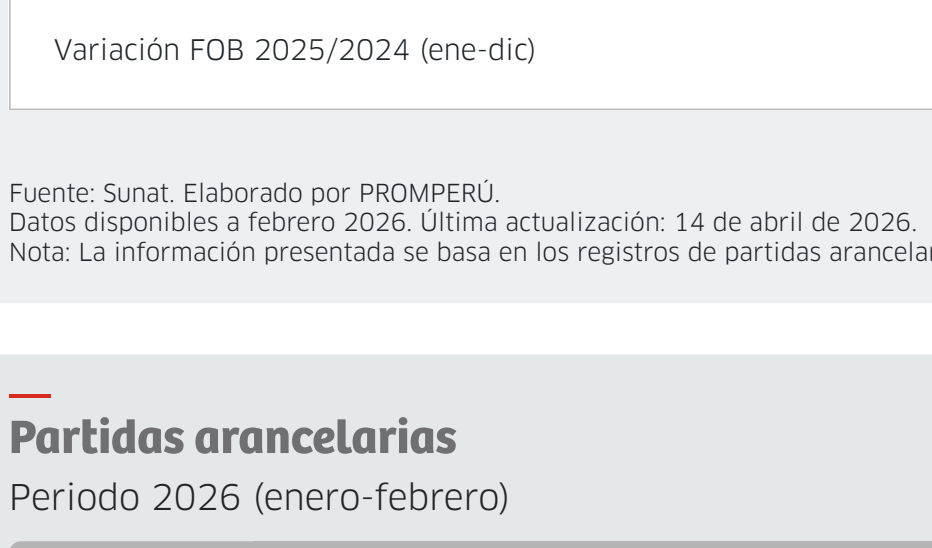 Variación FOB 2025/2024 (ene-dic)
Fuente: Sunat. Elaborado por PROMPERÚ.
Datos disponibles a febrero 2026. Última actualización: 14 de abril de 2026.
Nota: La información presentada se basa en los registros de partidas
Partidas arancelarias
Periodo 2026 (enero-febrero)